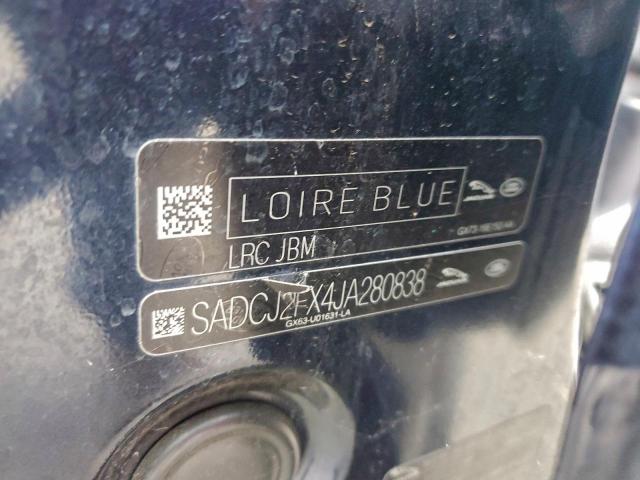 LOIRE BLUE
LRC JBM
SADCJ2FX4JA280838
GX63-U01631-LA